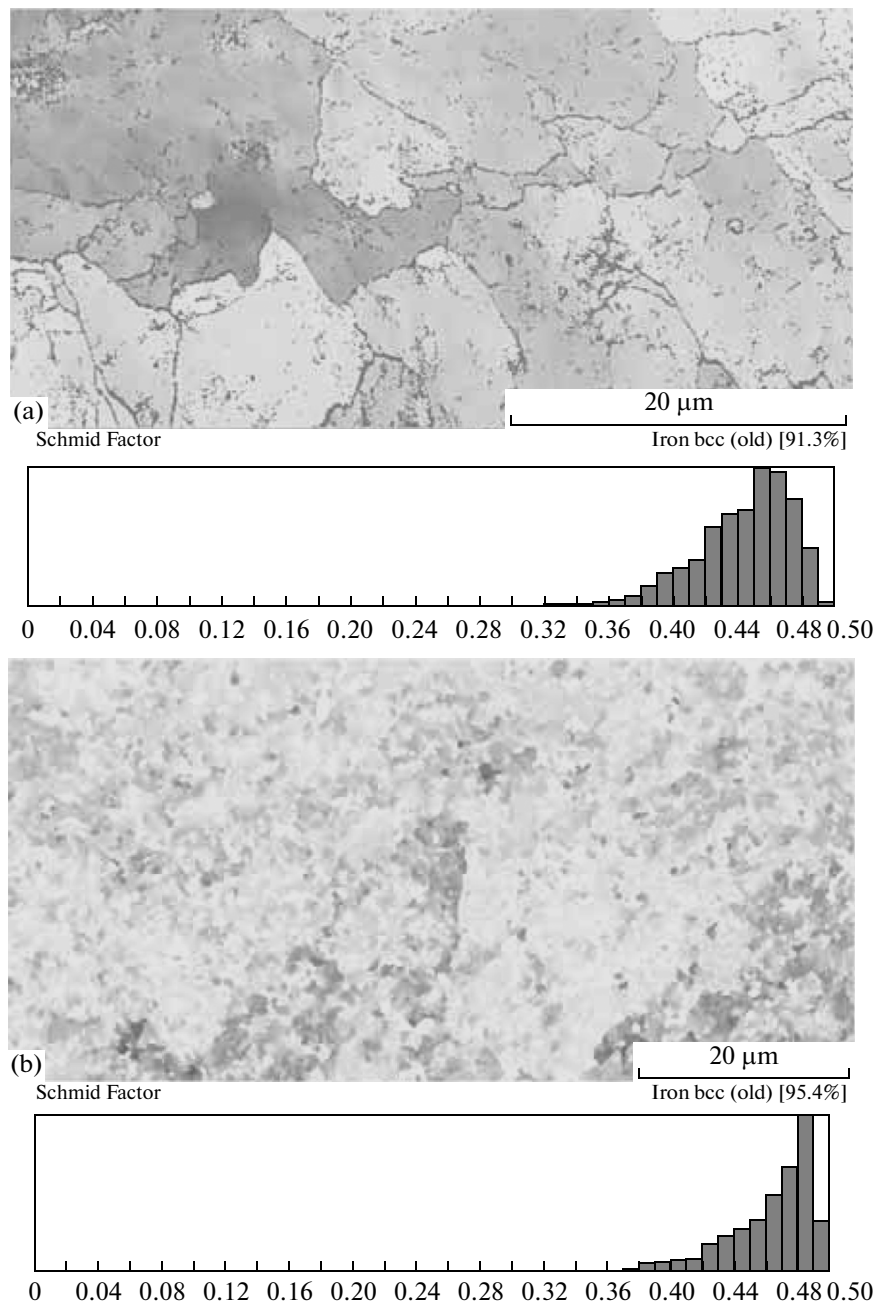 (a)
20 μm
Schmid Factor
Iron bcc (old) [91.3%]
0 0.04 0.08 0.12 0.16 0.20 0.24 0.28 0.32 0.36 0.40 0.44 0.48 0.50
(b)
20 μm
Schmid Factor
Iron bcc (old) [95.4%]
0 0.04 0.08 0.12 0.16 0.20 0.24 0.28 0.32 0.36 0.40 0.44 0.48 0.50